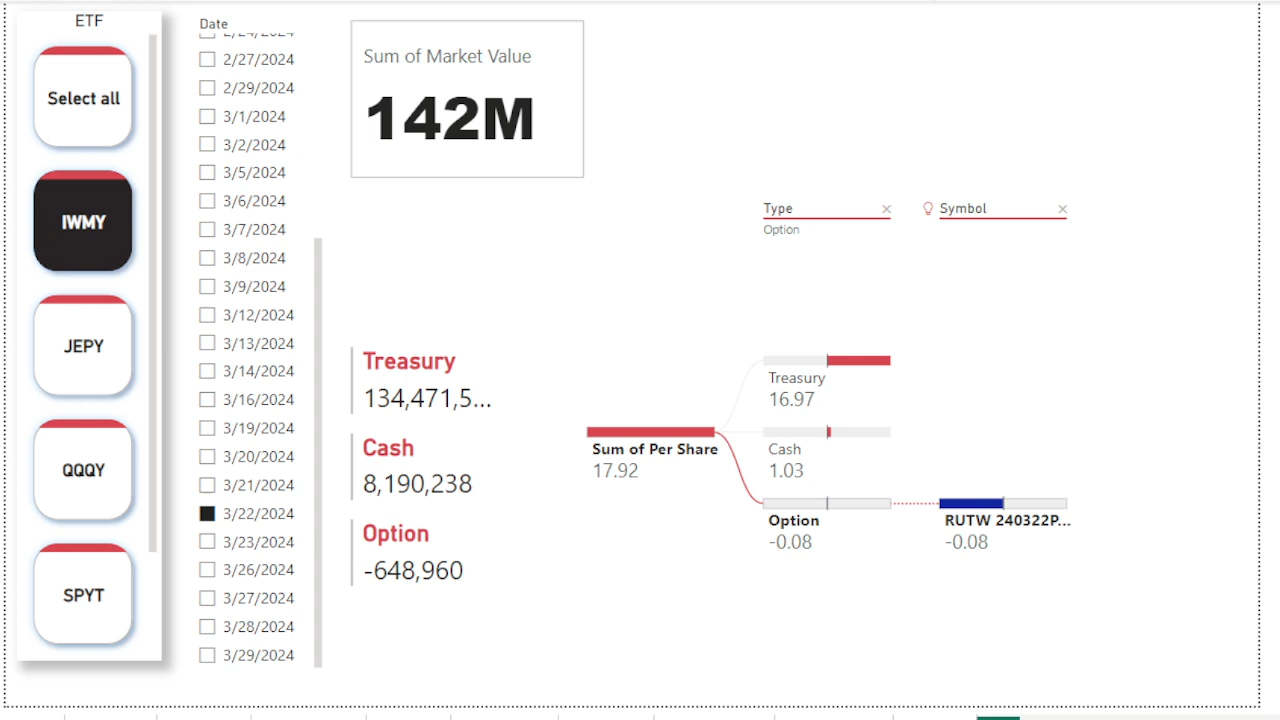 ETF
Select all
IWMY
JEPY
QQQY
SPYT
Date
2/24/2024
2/27/2024
2/29/2024
3/1/2024
3/2/2024
3/5/2024
3/6/2024
3/7/2024
3/8/2024
3/9/2024
3/12/2024
3/13/2024
3/14/2024
3/16/2024
3/19/2024
3/20/2024
3/21/2024
3/22/2024
3/23/2024
3/26/2024
3/27/2024
3/28/2024
3/29/2024
Sum of Market Value
142M
Treasury
134,471,5...
Cash
8,190,238
Option
-648,960
Type
Option
Symbol
Sum of Per Share
17.92
Treasury
16.97
Cash
1.03
Option
-0.08
RUTW 240322P...
-0.08